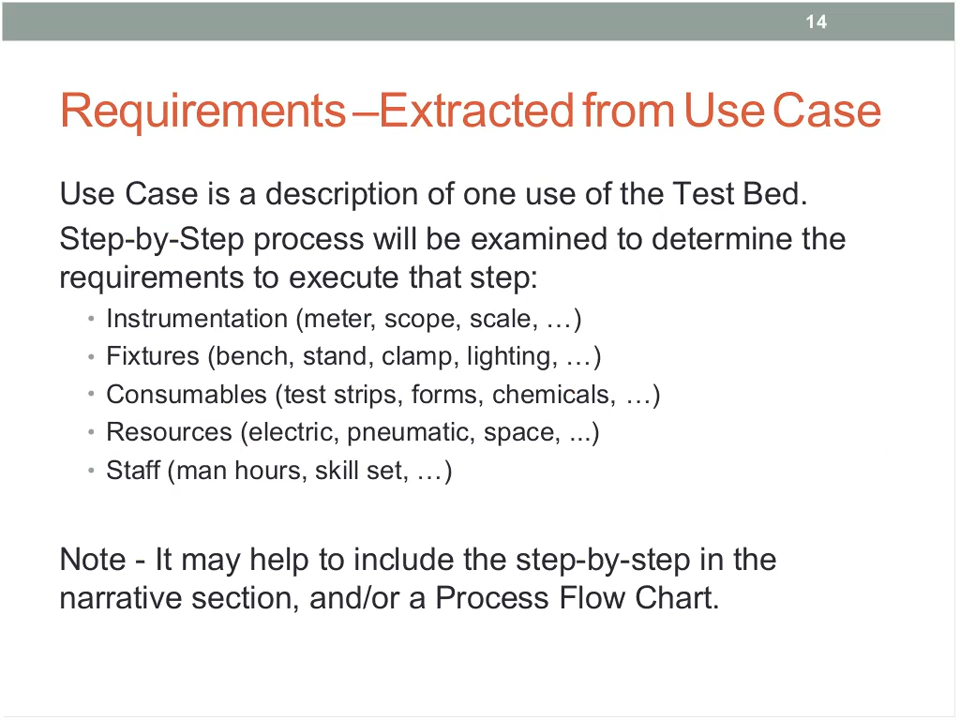 14
Requirements –Extracted from Use Case
Use Case is a description of one use of the Test Bed.
Step-by-Step process will be examined to determine the
requirements to execute that step:
• Instrumentation (meter, scope, scale, …)
• Fixtures (bench, stand, clamp, lighting, …)
• Consumables (test strips, forms, chemicals, …)
• Resources (electric, pneumatic, space, ...)
• Staff (man hours, skill set, …)
Note - It may help to include the step-by-step in the
narrative section, and/or a Process Flow Chart.